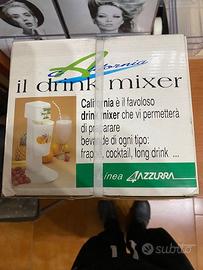 California
il drink mixer
California è il favoloso
drink mixer che vi permetterà
di preparare
bevande di ogni tipo:
frappè, cocktail, long drink ...
linea AZZURRA
subito